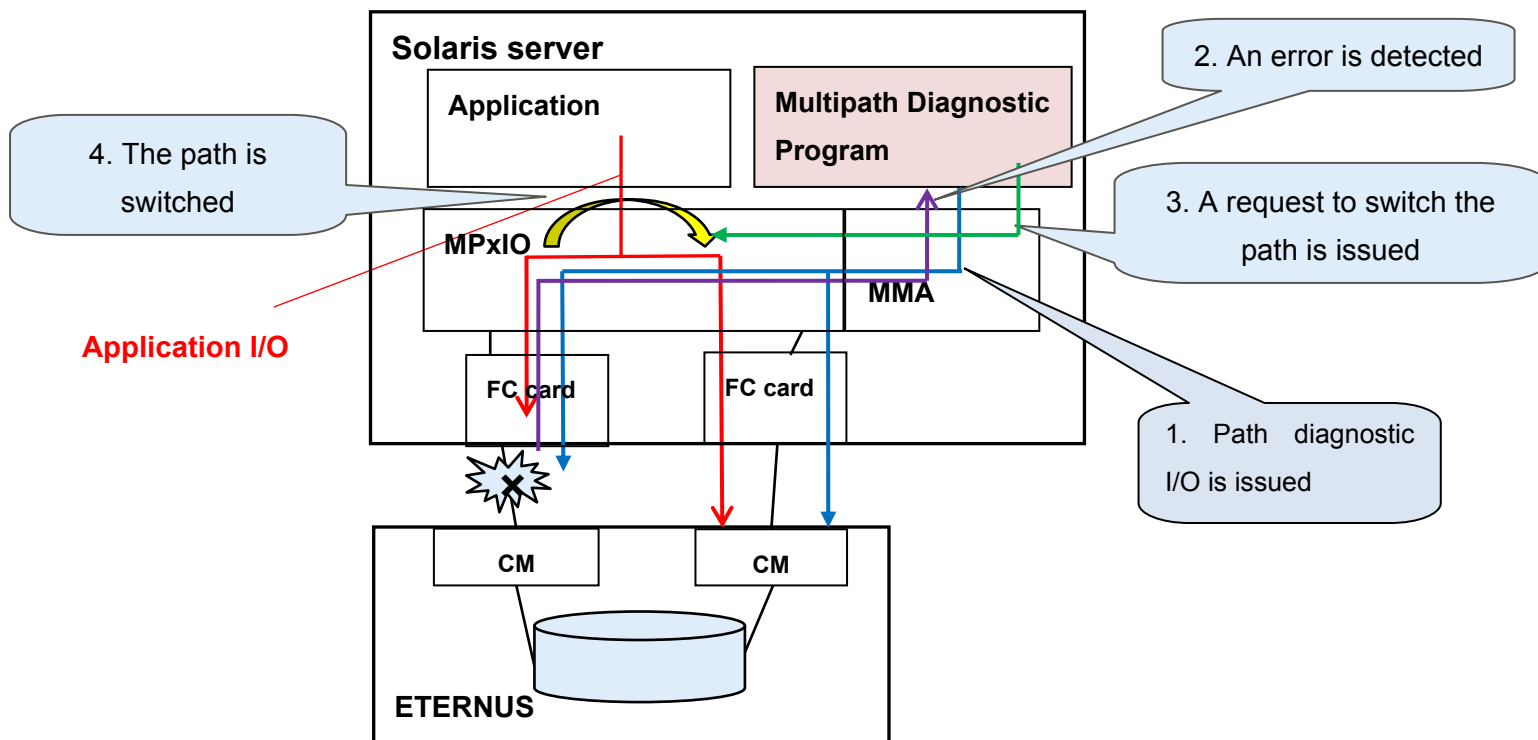 Solaris server
2. An error is detected
Application
Multipath Diagnostic
Program
4. The path is
switched
3. A request to switch the
path is issued
MPxIO
MMA
Application I/O
FC card
FC card
1. Path diagnostic
I/O is issued
CM
CM
ETERNUS